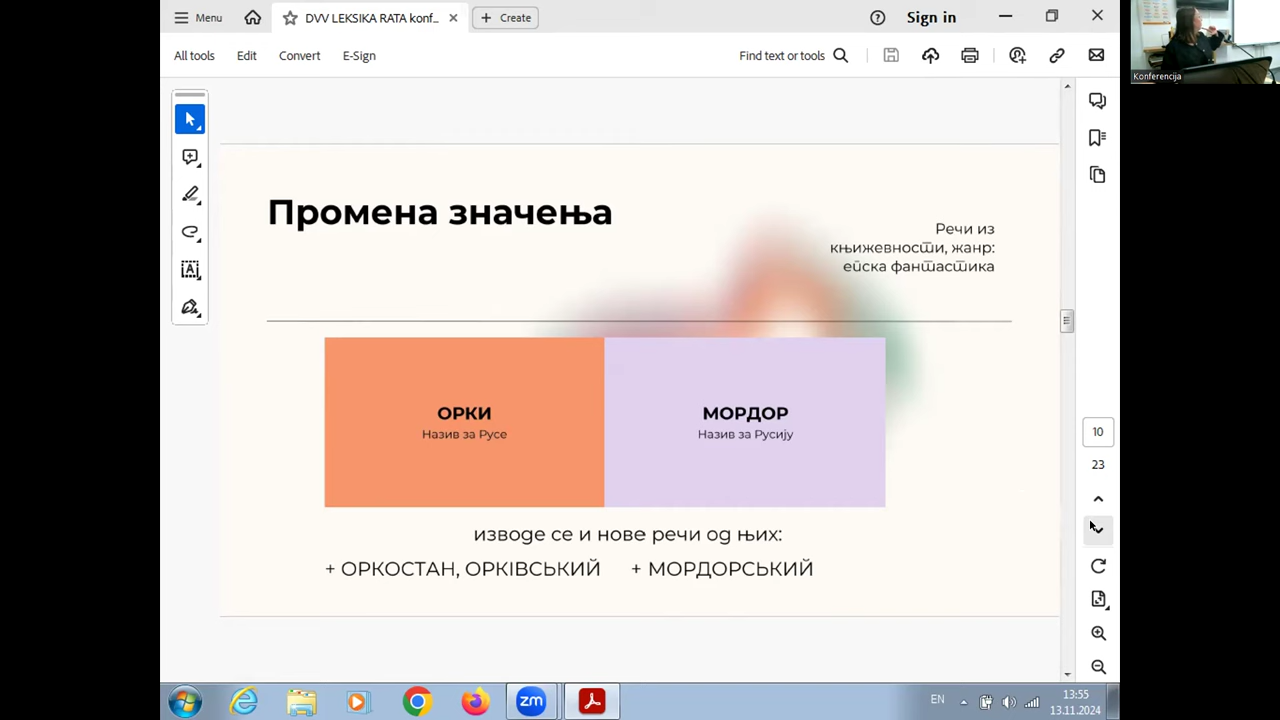 Menu
DVV LEKSIKA RATA konf...
Create
Sign in
All tools
Edit
Convert
E-Sign
Find text or tools
Konferencija
Промена значења
Речи из
књижевности, жанр:
епска фантастика
ОРКИ
Назив за Русе
МОРДОР
Назив за Русију
изводе се и нове речи од њих:
+ ОРКОСТАН, ОРКІВСЬКИЙ + МОРДОРСЬКИЙ
10
23
EN
13:55
13.11.2024